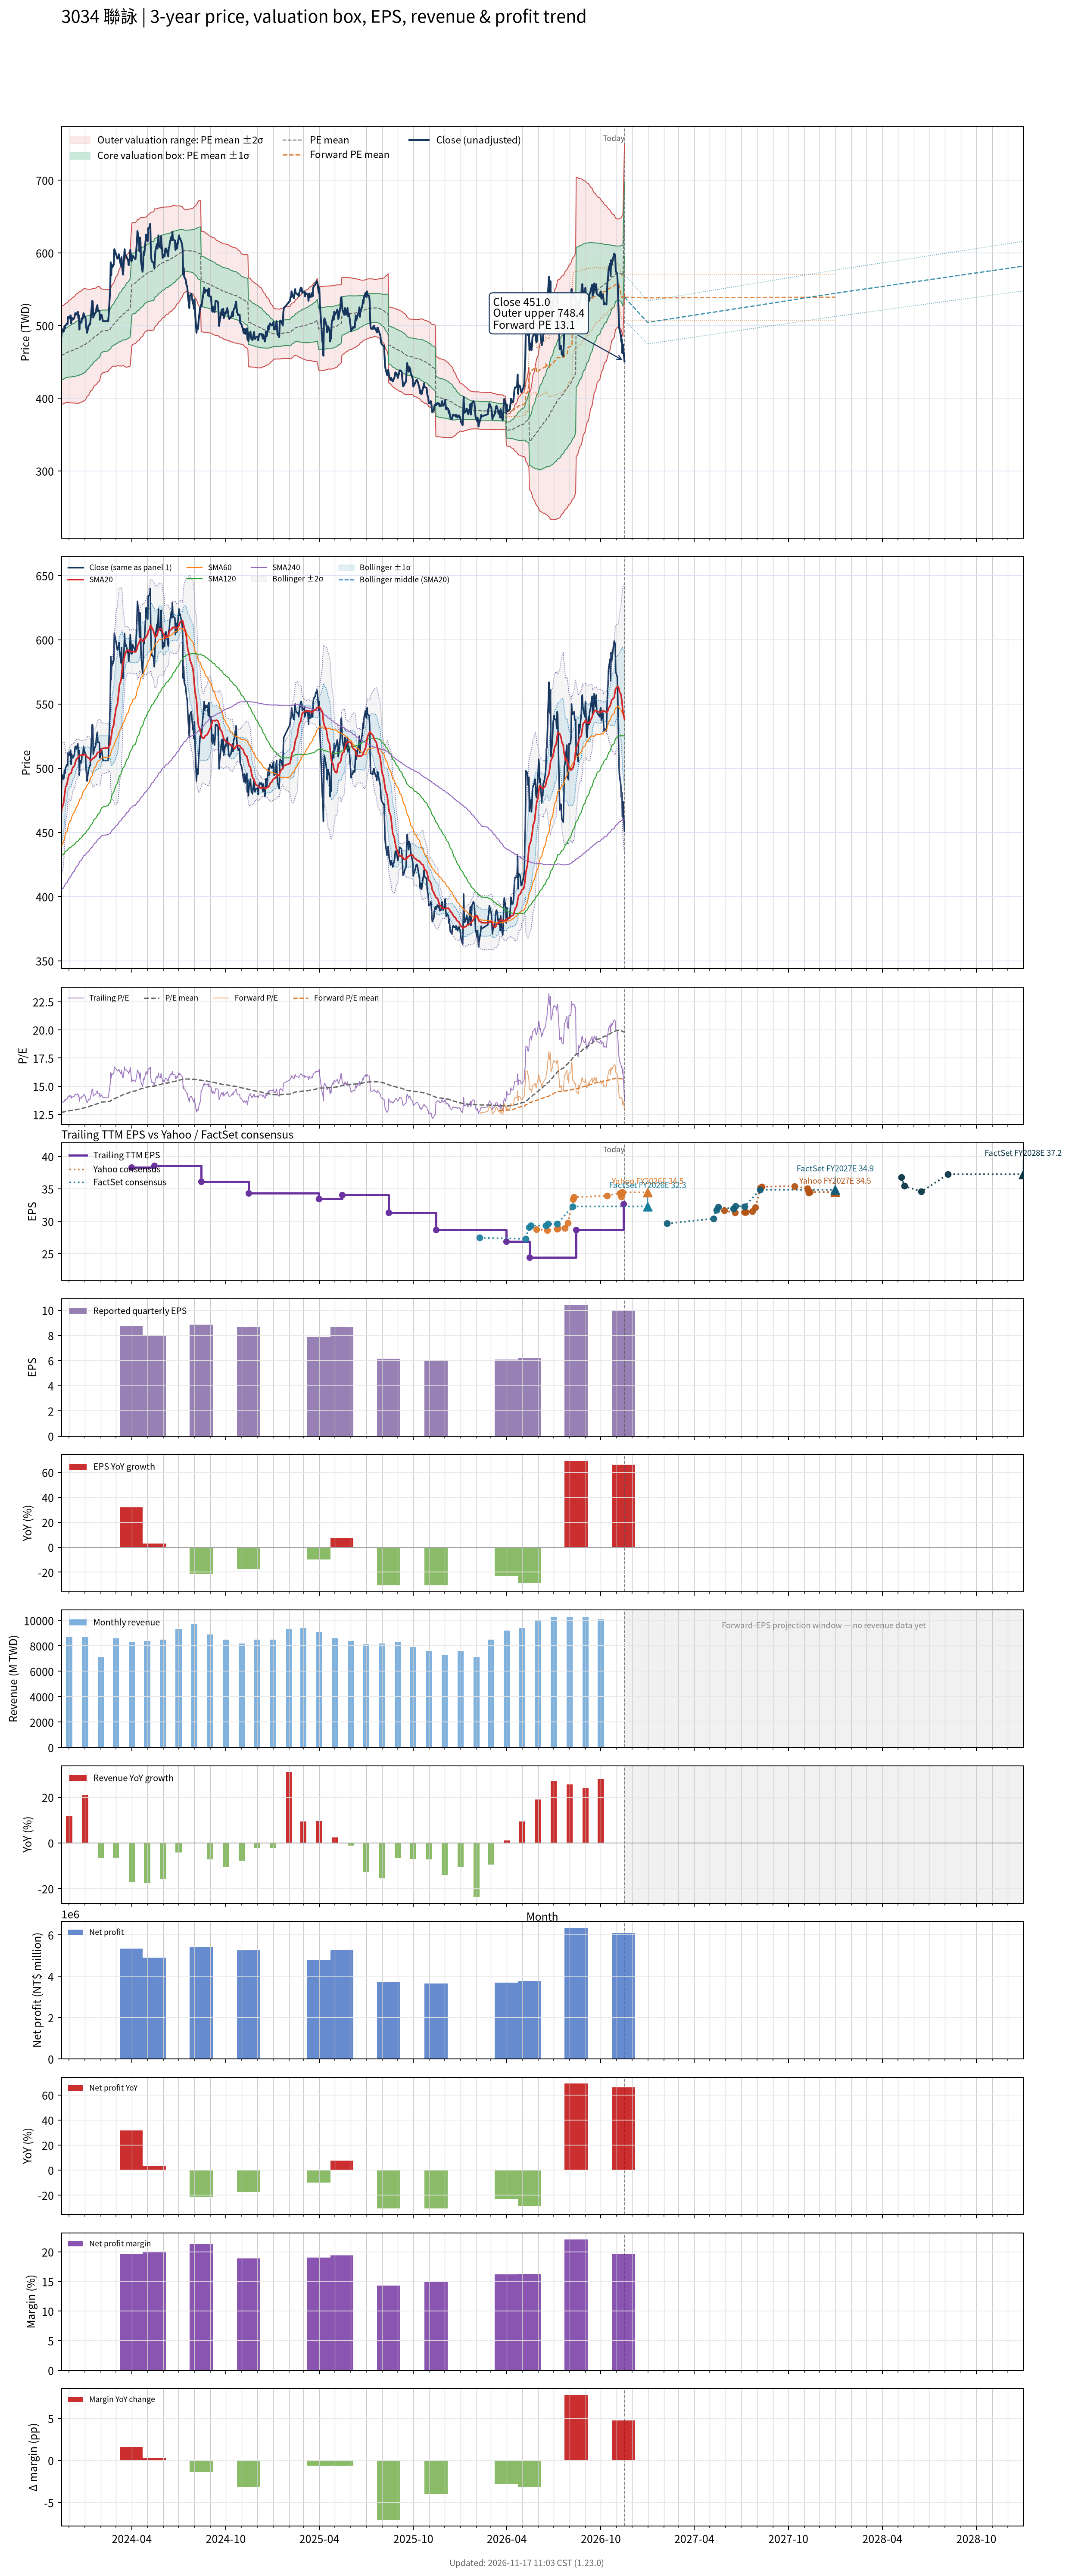 3034 聯詠 | 3-year price, valuation box, EPS, revenue & profit trend
Outer valuation range: PE mean ±2σ
Core valuation box: PE mean ±1σ
PE mean
Forward PE mean
Close (unadjusted)
Today
Close 451.0
Outer upper 748.4
Forward PE 13.1
Price (TWD)
700
600
500
400
300
Close (same as panel 1)
SMA20
SMA60
SMA120
SMA240
Bollinger ±2σ
Bollinger ±1σ
Bollinger middle (SMA20)
Price
650
600
550
500
450
400
350
Trailing P/E
P/E mean
Forward P/E
Forward P/E mean
P/E
22.5
20.0
17.5
15.0
12.5
Trailing TTM EPS vs Yahoo / FactSet consensus
Trailing TTM EPS
Yahoo consensus
FactSet consensus
Today
Yahoo FY2026E 34.5
FactSet FY2026E 32.3
FactSet FY2027E 34.9
Yahoo FY2027E 34.5
FactSet FY2028E 37.2
EPS
40
35
30
25
Reported quarterly EPS
EPS
10
8
6
4
2
0
EPS YoY growth
YoY (%)
60
40
20
0
-20
Monthly revenue
Forward-EPS projection window — no revenue data yet
Revenue (M TWD)
10000
8000
6000
4000
2000
0
Revenue YoY growth
YoY (%)
20
0
-20
Month
1e6
Net profit
Net profit (NT$ million)
6
4
2
0
Net profit YoY
YoY (%)
60
40
20
0
-20
Net profit margin
Margin (%)
20
15
10
5
0
Margin YoY change
Δ margin (pp)
5
0
-5
2024-04
2024-10
2025-04
2025-10
2026-04
2026-10
2027-04
2027-10
2028-04
2028-10
Updated: 2026-11-17 11:03 CST (1.23.0)